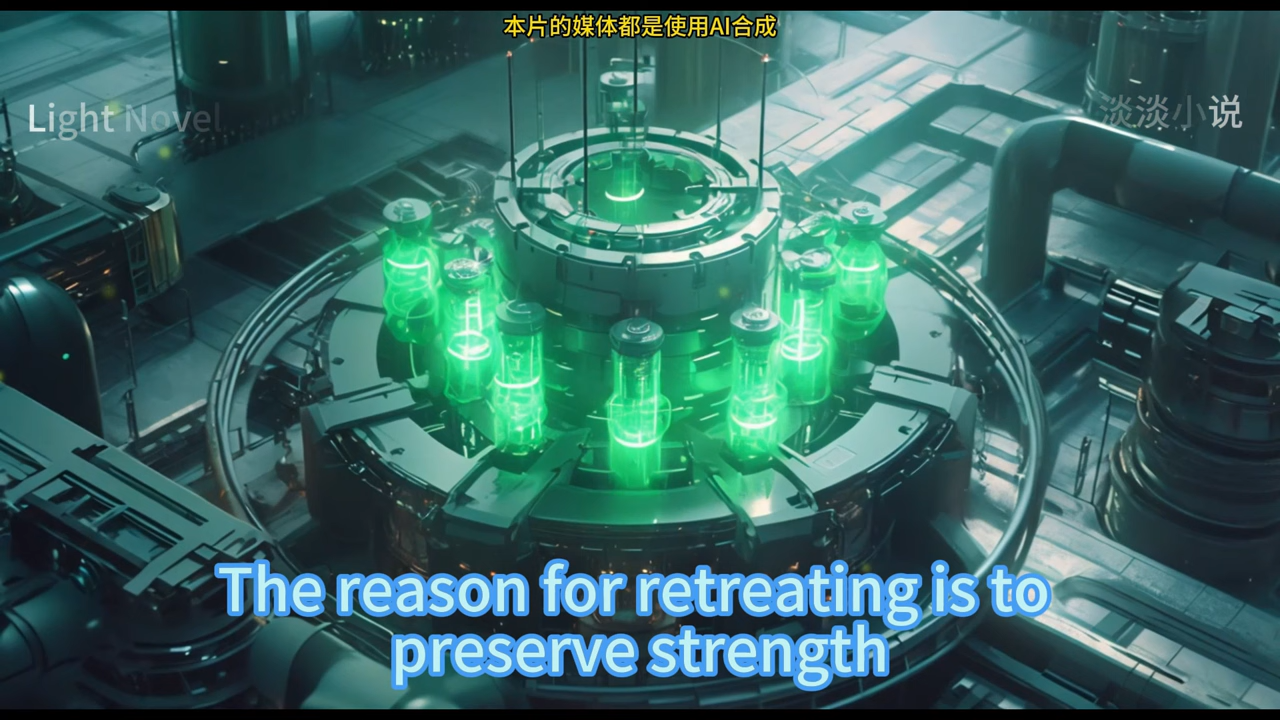 本片的媒体都是使用AI合成
Light Novel
淡淡小说
The reason for retreating is to
preserve strength